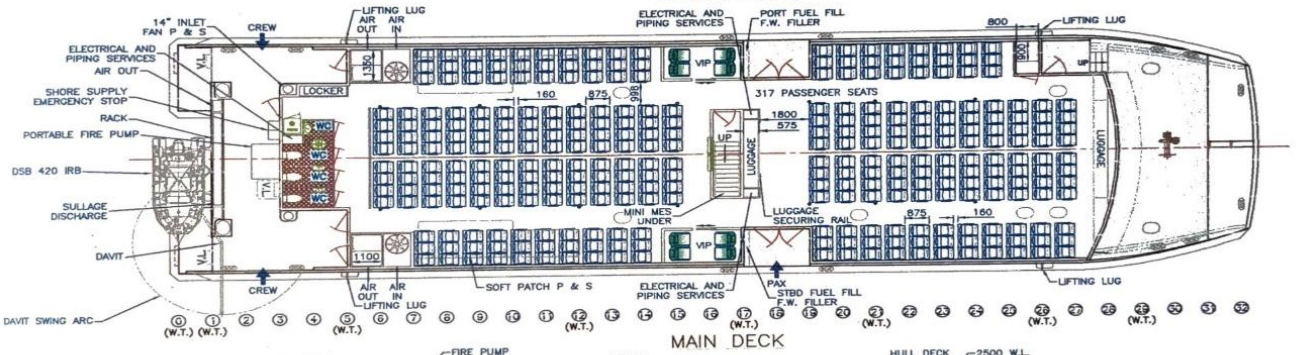 14" INLET
FAN P & S
CREW
LIFTING LUG
AIR
OUT
AIR
IN
ELECTRICAL AND
PIPING SERVICES
PORT FUEL FILL
F.W. FILLER
800
LIFTING LUG
ELECTRICAL AND
PIPING SERVICES
AIR OUT
SHORE SUPPLY
EMERGENCY STOP
RACK
PORTABLE FIRE PUMP
DSB 420 IRB
SULLAGE
DISCHARGE
DAVIT
DAVIT SWING ARC
1350
LOCKER
WC
WC
WC
WC
160
875
998
VIP
317 PASSENGER SEATS
900
UP
1800
575
UP
LUGGAGE
LUGGAGE
MINI MES
UNDER
LUGGAGE
SECURING RAIL
875
160
1100
VIP
CREW
AIR
OUT
AIR
IN
LIFTING LUG
SOFT PATCH P & S
ELECTRICAL AND
PIPING SERVICES
PAX
STBD FUEL FILL
F.W. FILLER
LIFTING LUG
0 1 2 3 4 5 6 7 8 9 10 11 12 13 14 15 16 17 18 19 20 21 22 23 24 25 26 27 28 29 30 31 32
(W.T.) (W.T.) (W.T.) (W.T.) (W.T.) (W.T.) (W.T.) (W.T.)
MAIN DECK
FIRE PUMP
HULL DECK
2500 W.L.